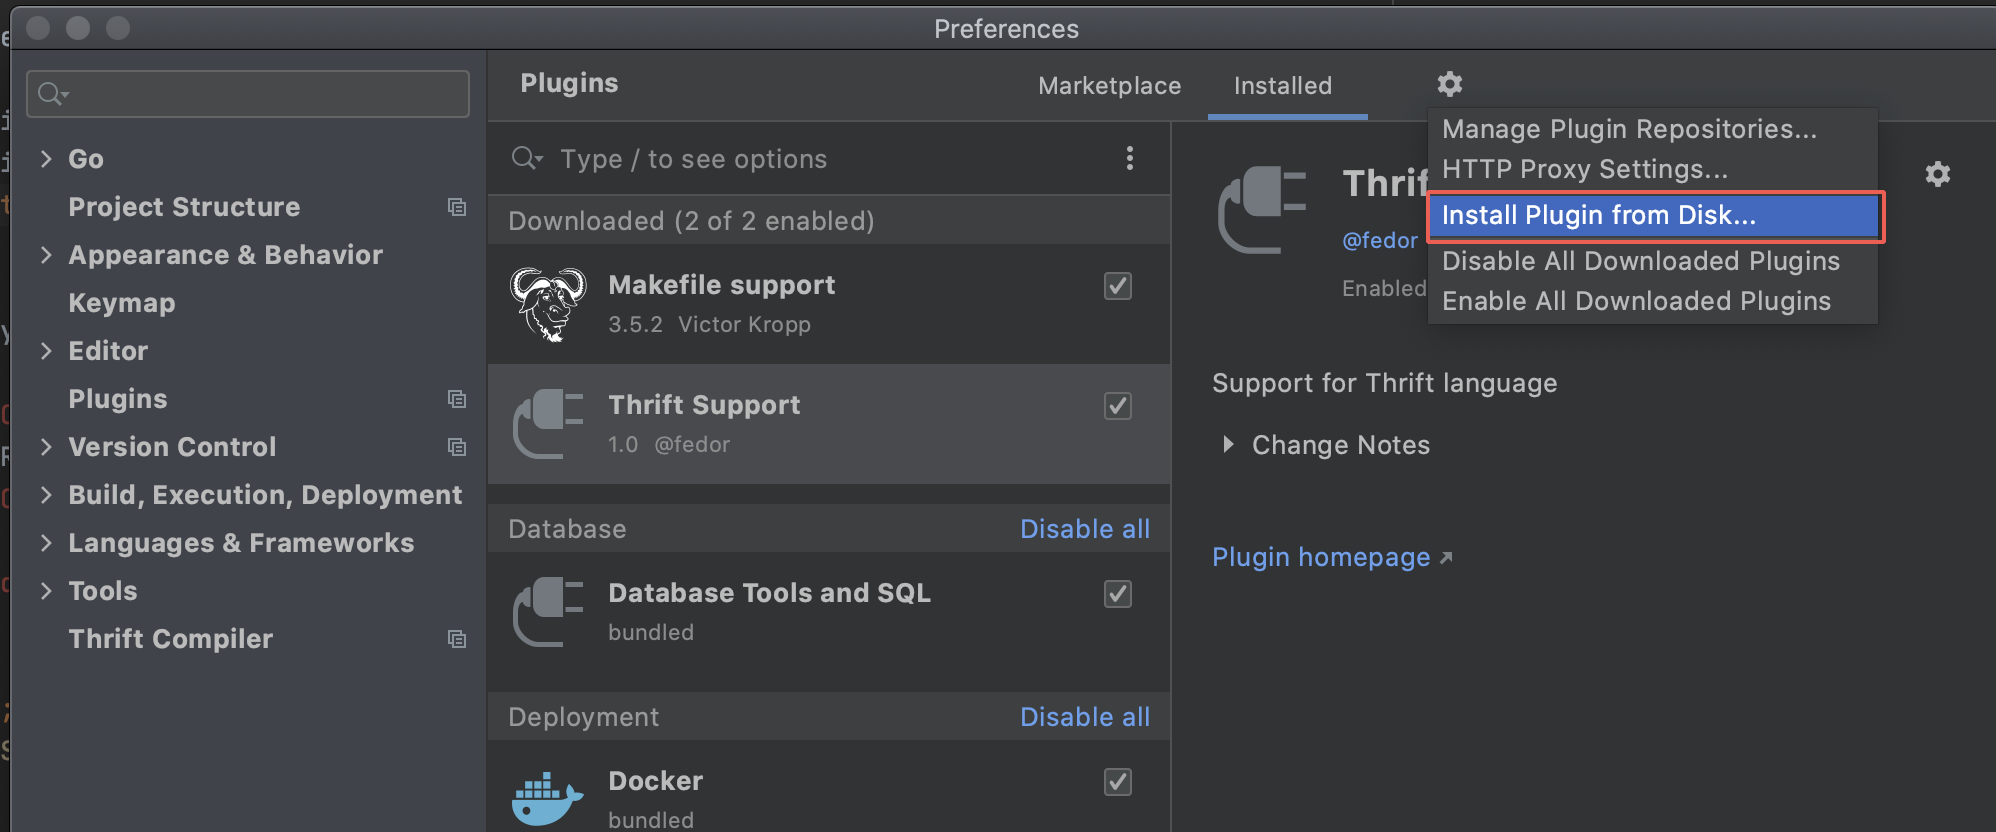 Preferences
Plugins
Marketplace
Installed
Go
Project Structure
Appearance & Behavior
Keymap
Editor
Plugins
Version Control
Build, Execution, Deployment
Languages & Frameworks
Tools
Thrift Compiler
Type / to see options
Downloaded (2 of 2 enabled)
Makefile support
3.5.2 Victor Kropp
Thrift Support
1.0 @fedor
Database Disable all
Database Tools and SQL
bundled
Deployment Disable all
Docker
bundled
Manage Plugin Repositories...
HTTP Proxy Settings...
Install Plugin from Disk...
Disable All Downloaded Plugins
Enable All Downloaded Plugins
Thrif
@fedor
Enabled
Support for Thrift language
Change Notes
Plugin homepage